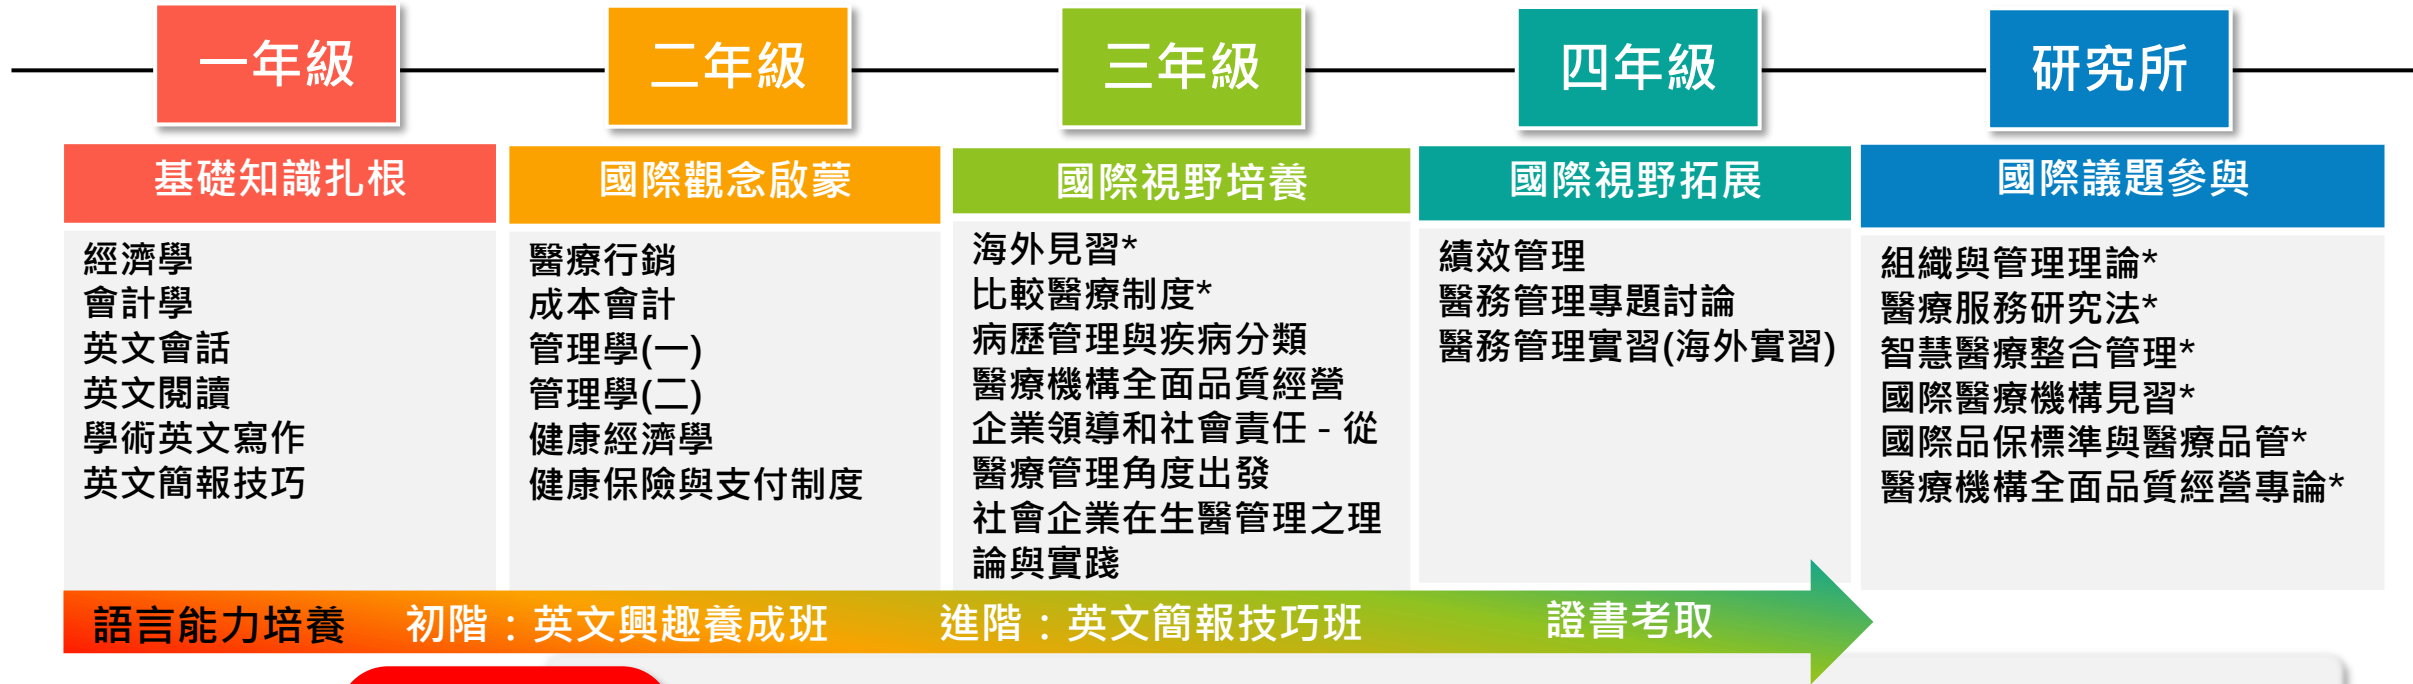 一年級
二年級
三年級
四年級
研究所
基礎知識扎根
國際觀念啟蒙
國際視野培養
國際視野拓展
國際議題參與
經濟學
會計學
英文會話
英文閱讀
學術英文寫作
英文簡報技巧
醫療行銷
成本會計
管理學(一)
管理學(二)
健康經濟學
健康保險與支付制度
海外見習*
比較醫療制度*
病歷管理與疾病分類
醫療機構全面品質經營
企業領導和社會責任 - 從
醫療管理角度出發
社會企業在生醫管理之理
論與實踐
績效管理
醫務管理專題討論
醫務管理實習(海外實習)
組織與管理理論*
醫療服務研究法*
智慧醫療整合管理*
國際醫療機構見習*
國際品保標準與醫療品管*
醫療機構全面品質經營專論*
語言能力培養 初階：英文興趣養成班 進階：英文簡報技巧班 證書考取